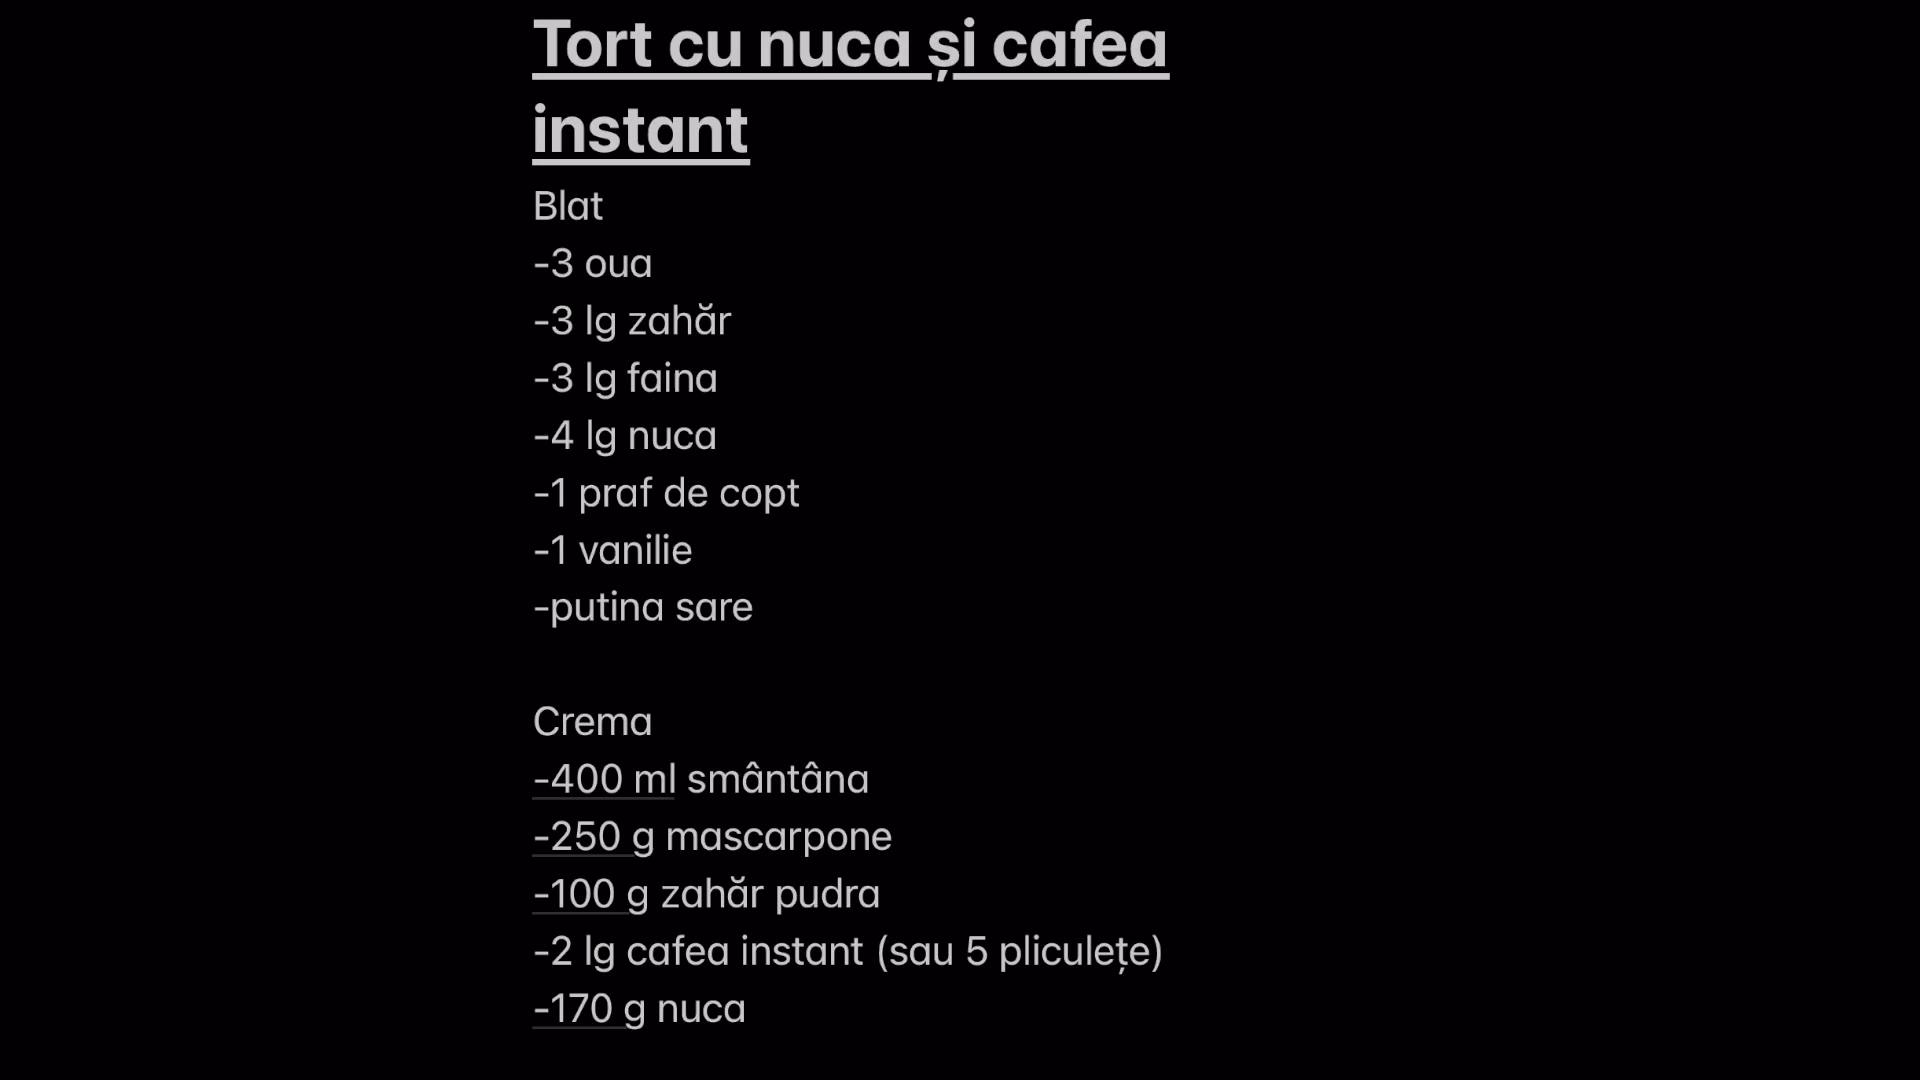 Tort cu nuca și cafea
instant
Blat
-3 oua
-3 lg zahăr
-3 lg faina
-4 lg nuca
-1 praf de copt
-1 vanilie
-putina sare
Crema
-400 ml smântâna
-250 g mascarpone
-100 g zahăr pudra
-2 lg cafea instant (sau 5 pliculețe)
-170 g nuca